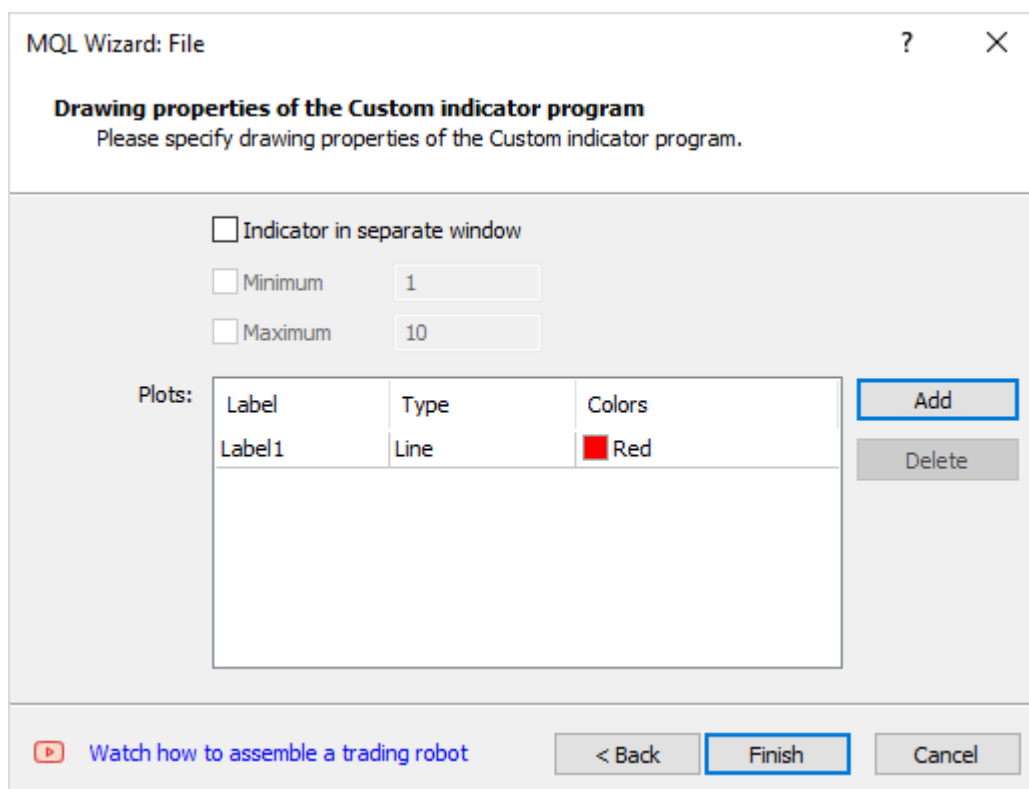 MQL Wizard: File
?
Drawing properties of the Custom indicator program
Please specify drawing properties of the Custom indicator program.
Indicator in separate window
Minimum 1
Maximum 10
Plots: Label Type Colors Add
Label1 Line Red Delete
Watch how to assemble a trading robot < Back Finish Cancel